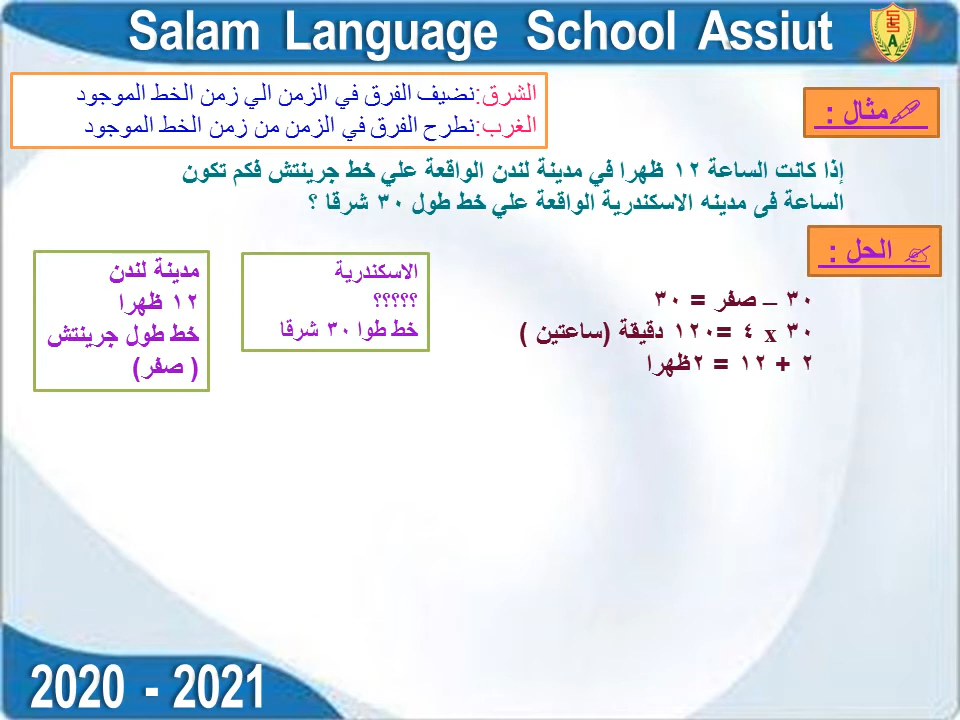 Salam Language School Assiut
الشرق:نضيف الفرق في الزمن الي زمن الخط الموجود
الغرب:نطرح الفرق في الزمن من زمن الخط الموجود
مثال :
إذا كانت الساعة ١٢ ظهرا في مدينة لندن الواقعة علي خط جرينتش فكم تكون
الساعة فى مدينه الاسكندرية الواقعة علي خط طول ٣٠ شرقا ؟
الحل :
٣٠ – صفر = ٣٠
٣٠ x ٤ =١٢٠ دقيقة (ساعتين )
٢ + ١٢ = ٢ظهرا
الاسكندرية
؟؟؟؟؟
خط طوا ٣٠ شرقا
مدينة لندن
١٢ ظهرا
خط طول جرينتش
( صفر)
2020 - 2021